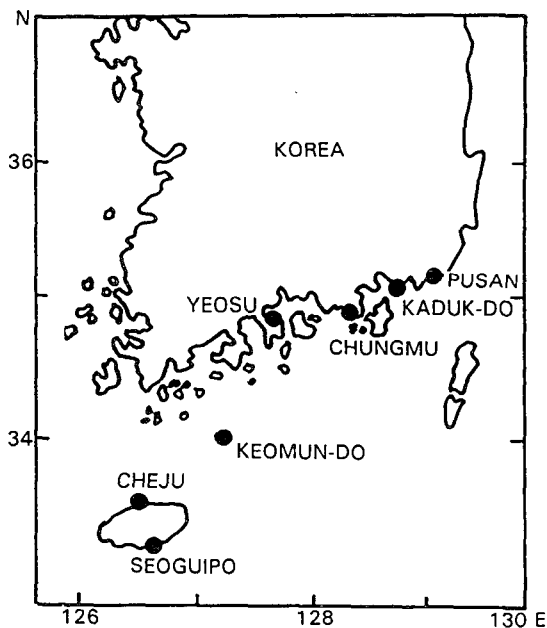 N
KOREA
36
PUSAN
YEOSU
KADUK-DO
CHUNGMU
34
KEOMUN-DO
CHEJU
SEOGUIPO
126
128
130 E